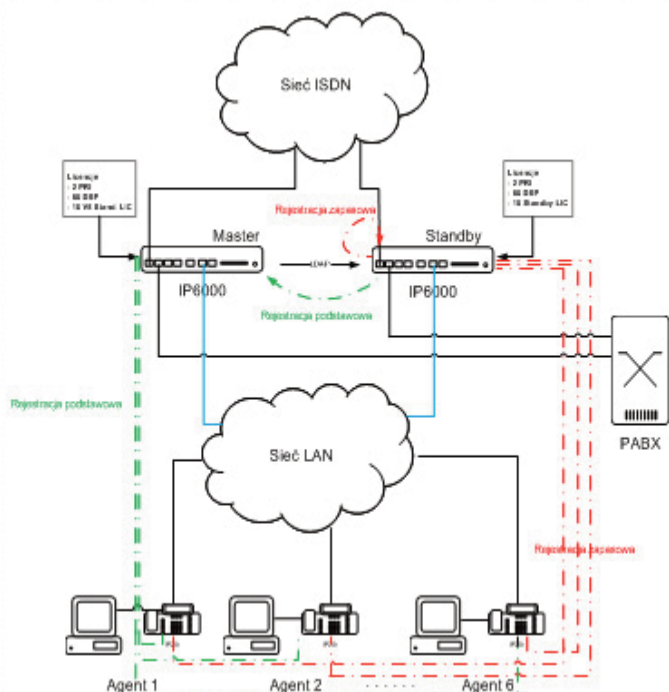 Sieć ISDN
Licencje
- 2 PRI
- 60 DSP
Licencje
- 2 PRI
- 60 DSP
- 10 Standby LIC
Rejestracja zapasowa
Master
Standby
IP6000
IP6000
Rejestracja podstawowa
Rejestracja podstawowa
PABX
Sieć LAN
Rejestracja zapasowa
Agent 1
Agent 2
Agent 6